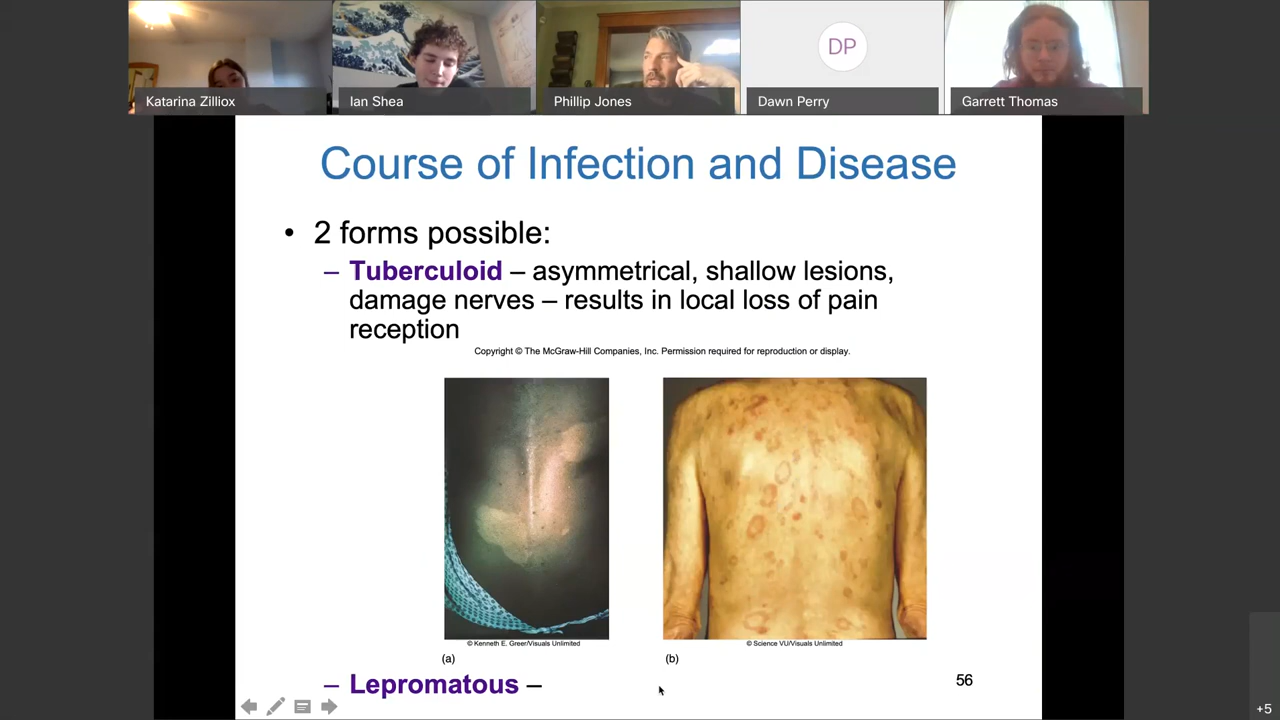 Katarina Zilliox
Ian Shea
Phillip Jones
DP
Dawn Perry
Garrett Thomas
Course of Infection and Disease
• 2 forms possible:
– Tuberculoid – asymmetrical, shallow lesions,
damage nerves – results in local loss of pain
reception
Copyright © The McGraw-Hill Companies, Inc. Permission required for reproduction or display.
© Kenneth E. Greer/Visuals Unlimited
© Science VU/Visuals Unlimited
(a)
(b)
– Lepromatous –
56
+5